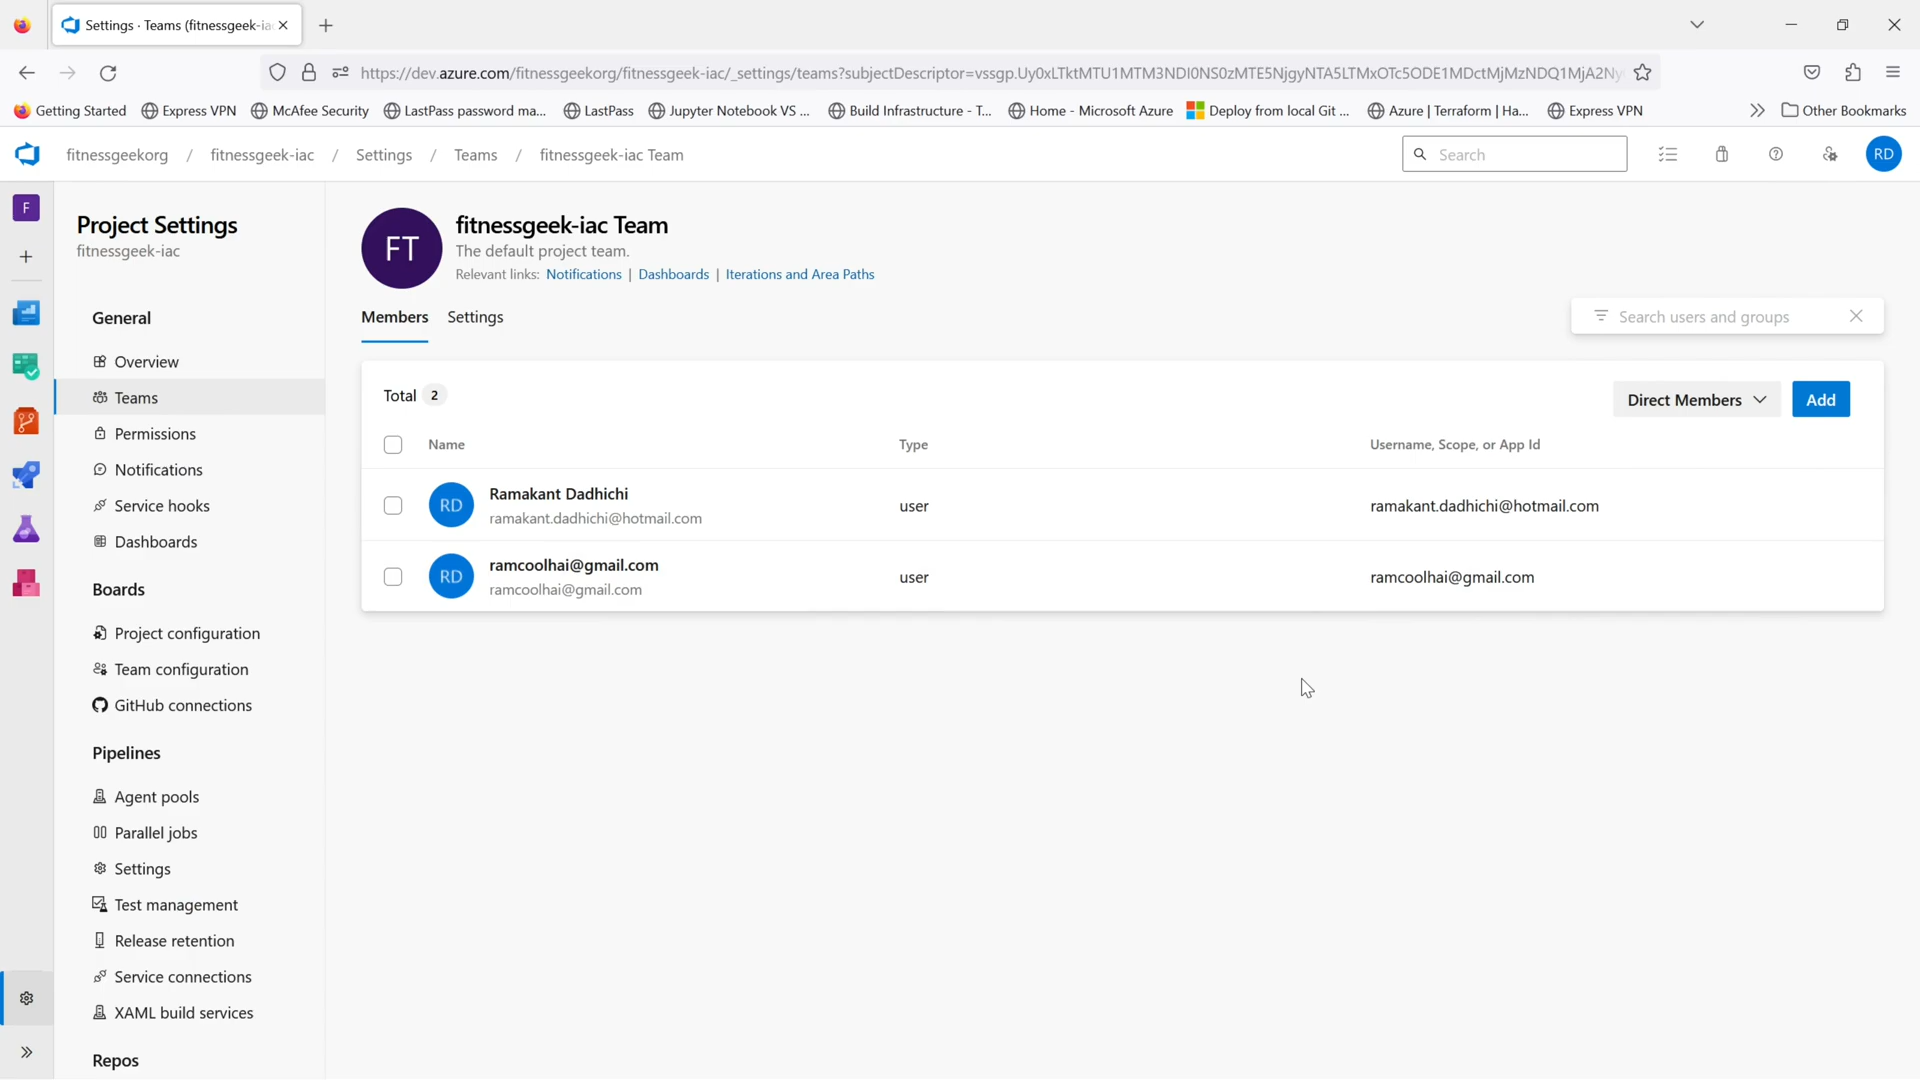 Settings · Teams (fitnessgeek-ia
https://dev.azure.com/fitnessgeekorg/fitnessgeek-iac/_settings/teams?subjectDescriptor=vssgp.Uy0xLTktMTU1MTM3NDI0NS0zMTE5NjgyNTA5LTMxOTc5ODE1MDctMjMzNDQ1MjA2Ny
Getting Started Express VPN McAfee Security LastPass password ma... LastPass Jupyter Notebook VS ... Build Infrastructure - T... Home - Microsoft Azure Deploy from local Git ... Azure | Terraform | Ha... Express VPN Other Bookmarks
fitnessgeekorg / fitnessgeek-iac / Settings / Teams / fitnessgeek-iac Team Search RD
F
Project Settings
fitnessgeek-iac
General
Overview
Teams
Permissions
Notifications
Service hooks
Dashboards
Boards
Project configuration
Team configuration
GitHub connections
Pipelines
Agent pools
Parallel jobs
Settings
Test management
Release retention
Service connections
XAML build services
Repos
FT
fitnessgeek-iac Team
The default project team.
Relevant links: Notifications | Dashboards | Iterations and Area Paths
Members Settings
Search users and groups
Total 2
Direct Members Add
Name Type Username, Scope, or App Id
RD Ramakant Dadhichi user ramakant.dadhichi@hotmail.com
ramakant.dadhichi@hotmail.com
RD ramcoolhai@gmail.com user ramcoolhai@gmail.com
ramcoolhai@gmail.com